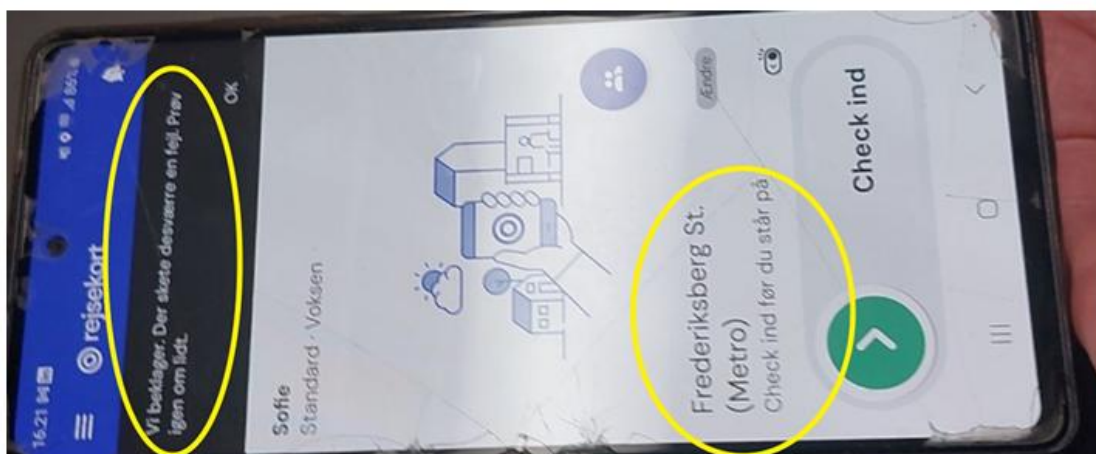 16.21
86%
rejsekort
Vi beklager. Der skete desværre en fejl. Prøv
igen om lidt.
OK
Sofie
Standard · Voksen
Frederiksberg St.
(Metro)
Ændre
Check ind før du står på
Check ind